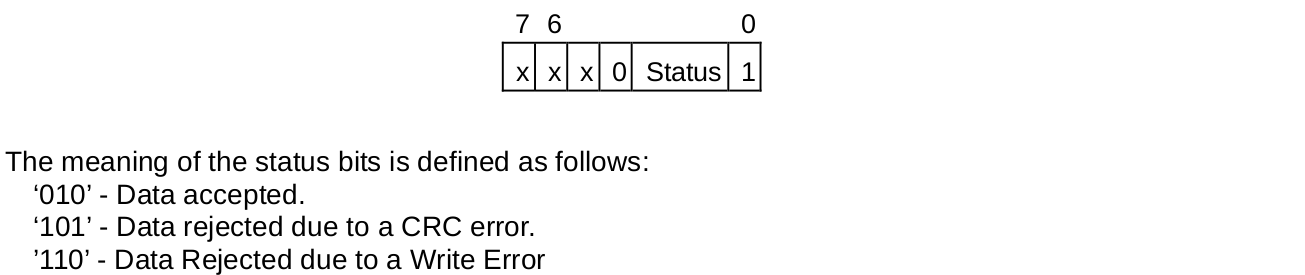 7 6 0
x x x 0 Status 1
The meaning of the status bits is defined as follows:
‘010’ - Data accepted.
‘101’ - Data rejected due to a CRC error.
’110’ - Data Rejected due to a Write Error